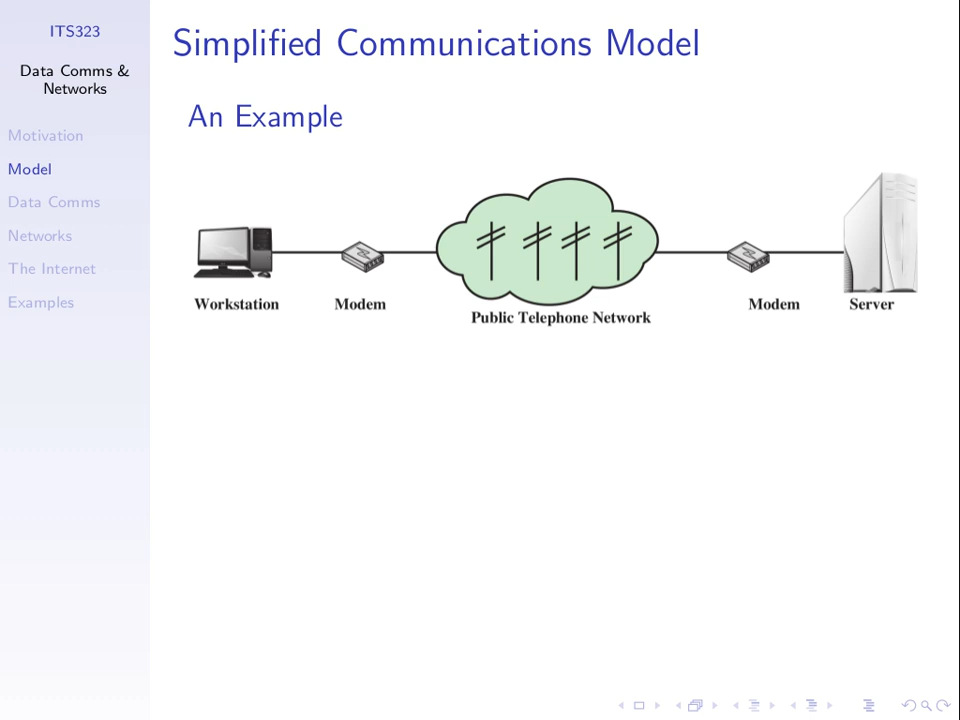 ITS323
Data Comms &
Networks
Motivation
Model
Data Comms
Networks
The Internet
Examples
Simplified Communications Model
An Example
Workstation
Modem
Public Telephone Network
Modem
Server